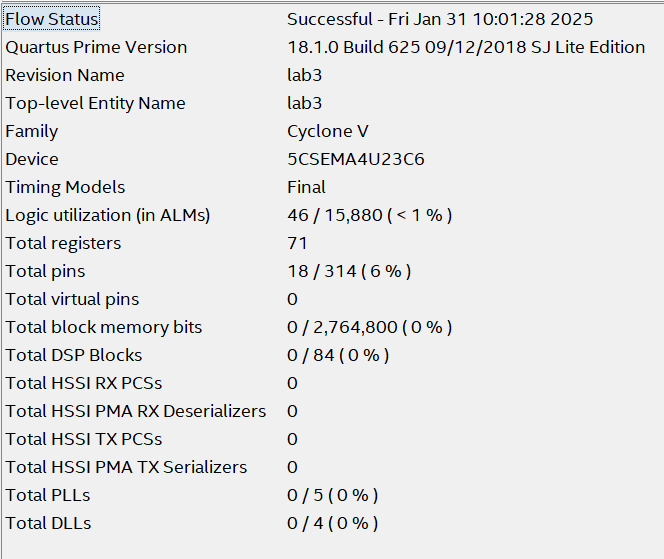 Flow Status Successful - Fri Jan 31 10:01:28 2025
Quartus Prime Version 18.1.0 Build 625 09/12/2018 SJ Lite Edition
Revision Name lab3
Top-level Entity Name lab3
Family Cyclone V
Device 5CSEMA4U23C6
Timing Models Final
Logic utilization (in ALMs) 46 / 15,880 ( < 1 % )
Total registers 71
Total pins 18 / 314 ( 6 % )
Total virtual pins 0
Total block memory bits 0 / 2,764,800 ( 0 % )
Total DSP Blocks 0 / 84 ( 0 % )
Total HSSI RX PCSs 0
Total HSSI PMA RX Deserializers 0
Total HSSI TX PCSs 0
Total HSSI PMA TX Serializers 0
Total PLLs 0 / 5 ( 0 % )
Total DLLs 0 / 4 ( 0 % )